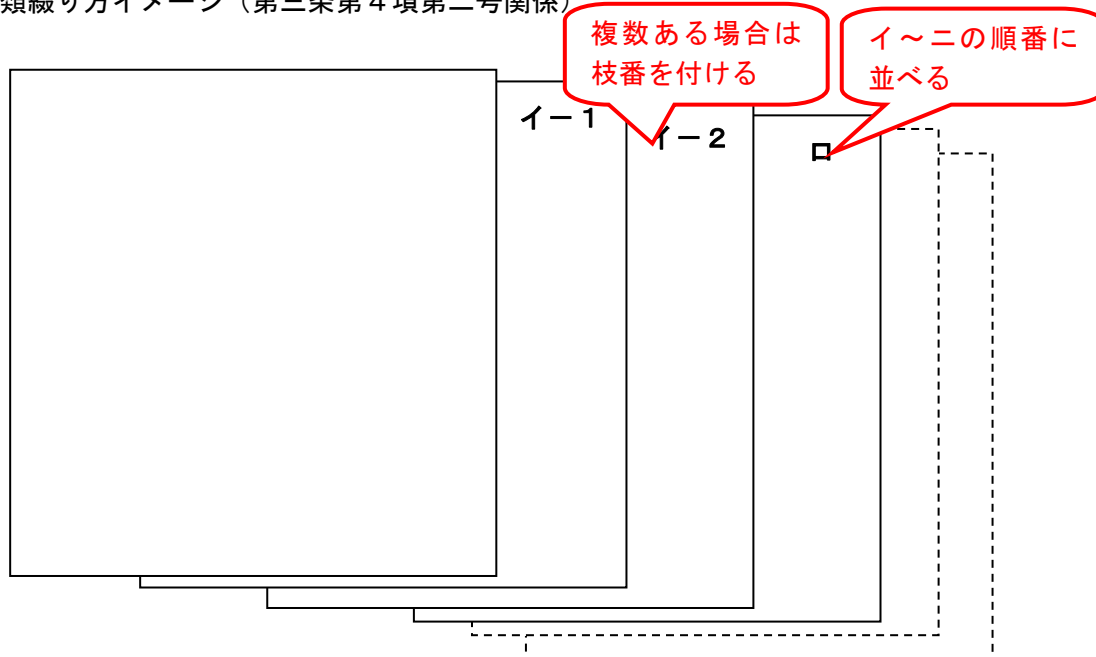 類綴り方イメージ（第三条第４項第二号関係）
複数ある場合は
枝番を付ける
イ～ニの順番に
並べる
イ－１
イ－２
ロ